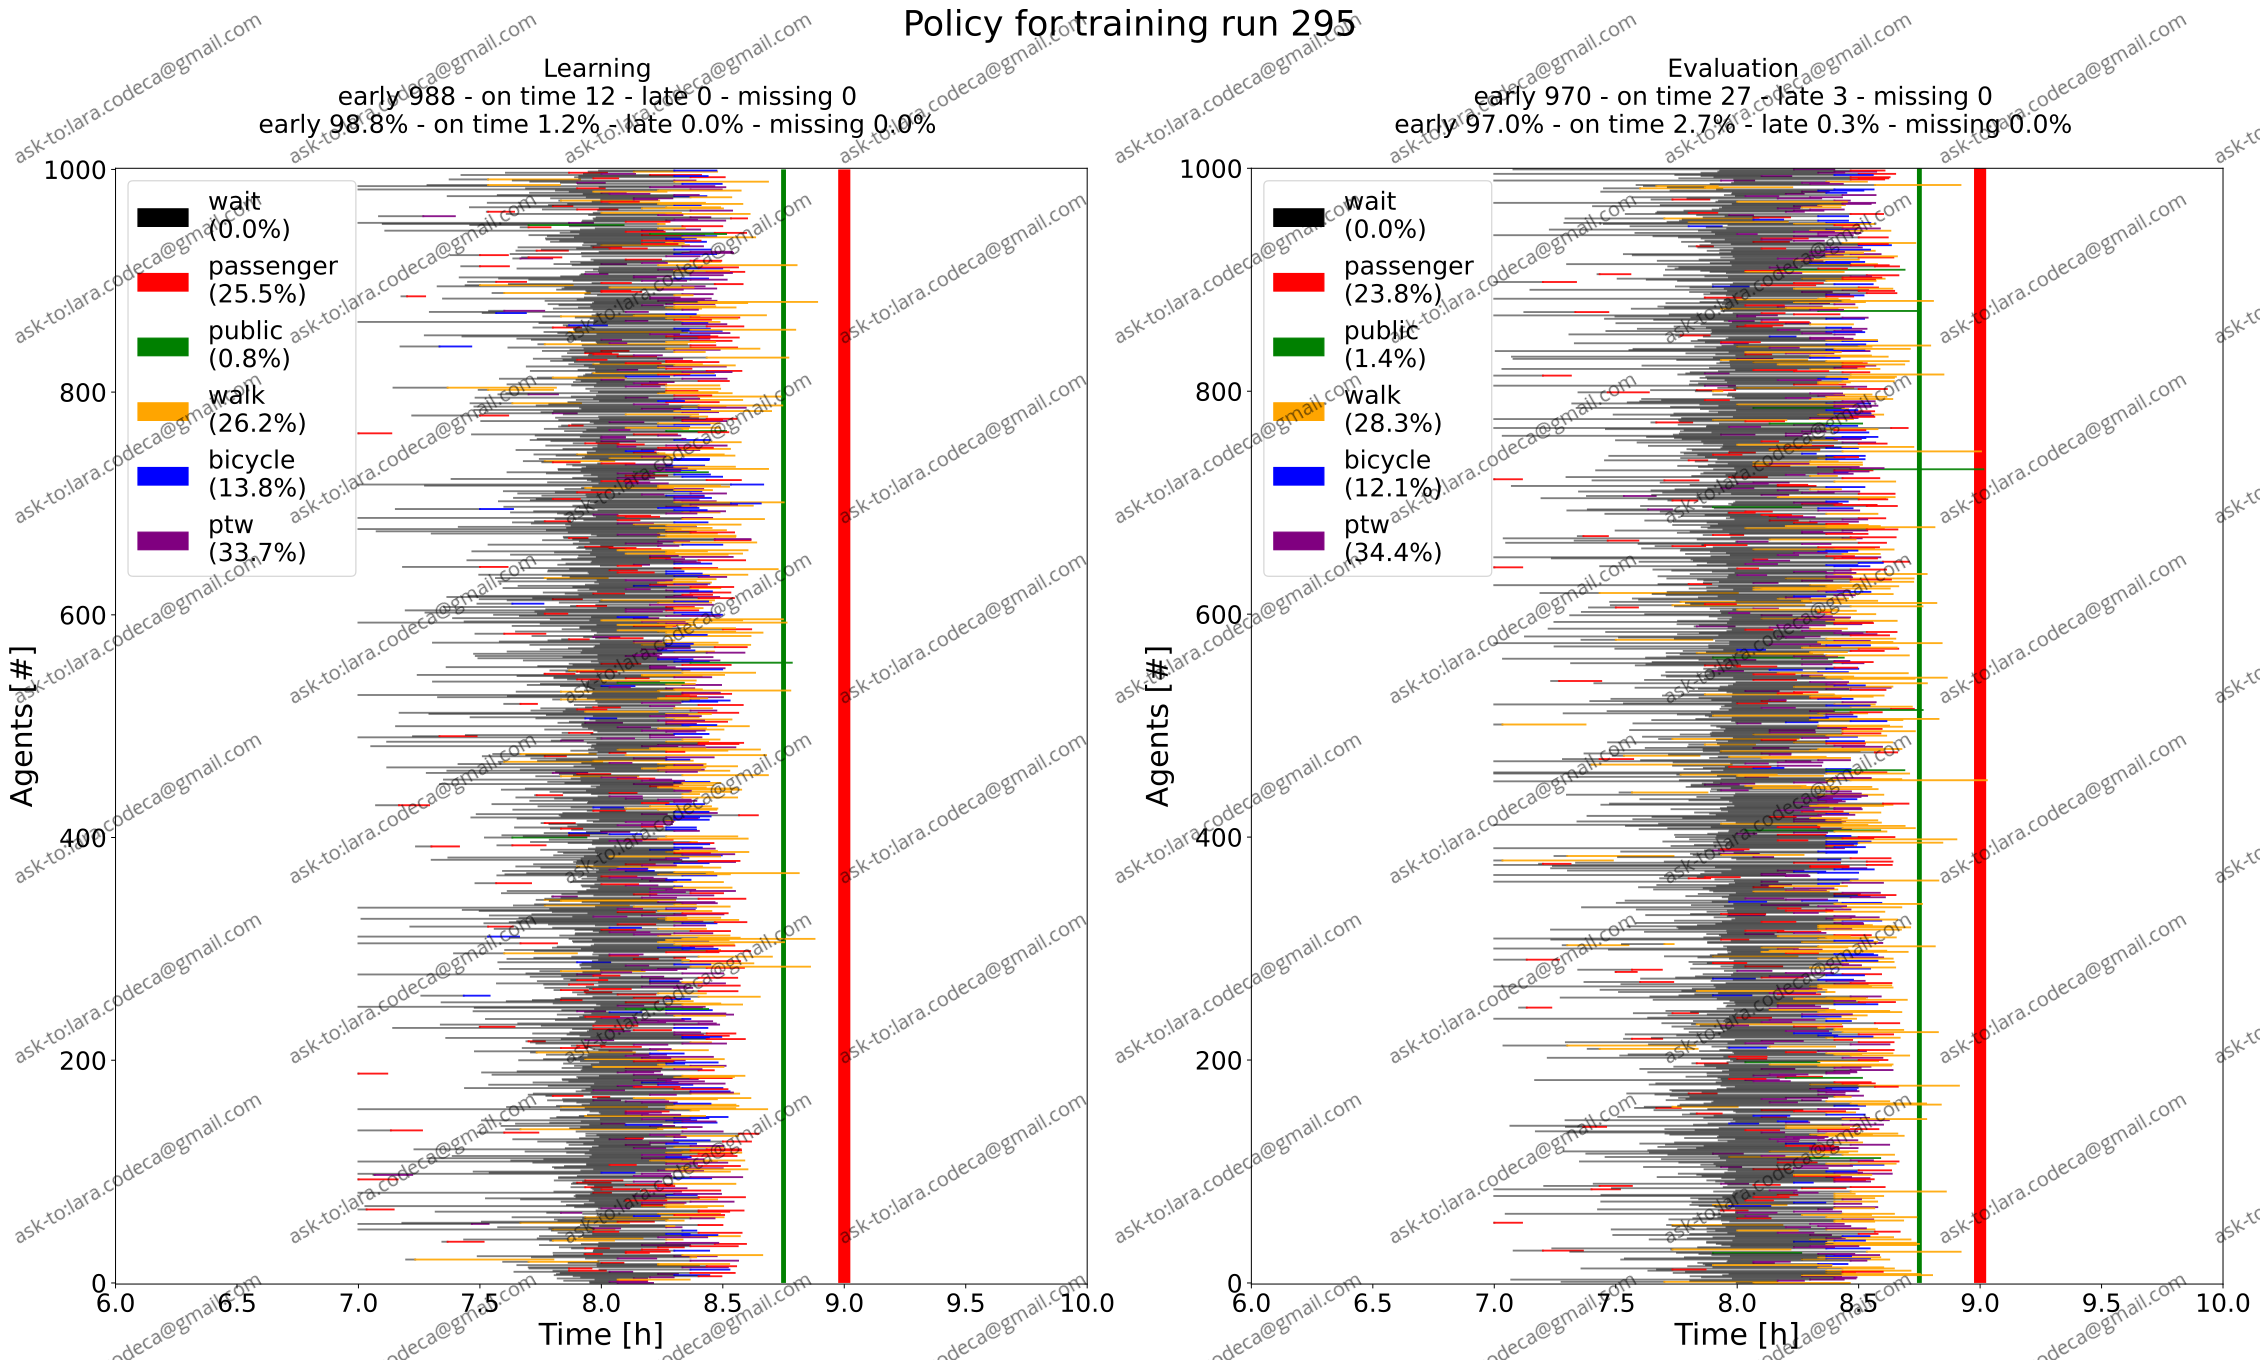 Policy for training run 295
Learning
early 988 - on time 12 - late 0 - missing 0
early 98.8% - on time 1.2% - late 0.0% - missing 0.0%
1000
800
600
400
200
0
Agents [#]
wait
(0.0%)
passenger
(25.5%)
public
(0.8%)
walk
(26.2%)
bicycle
(13.8%)
ptw
(33.7%)
6.0 6.5 7.0 7.5 8.0 8.5 9.0 9.5 10.0
Time [h]
Evaluation
early 970 - on time 27 - late 3 - missing 0
early 97.0% - on time 2.7% - late 0.3% - missing 0.0%
1000
800
600
400
200
0
Agents [#]
wait
(0.0%)
passenger
(23.8%)
public
(1.4%)
walk
(28.3%)
bicycle
(12.1%)
ptw
(34.4%)
6.0 6.5 7.0 7.5 8.0 8.5 9.0 9.5 10.0
Time [h]
ask-to:lara.codeca@gmail.com